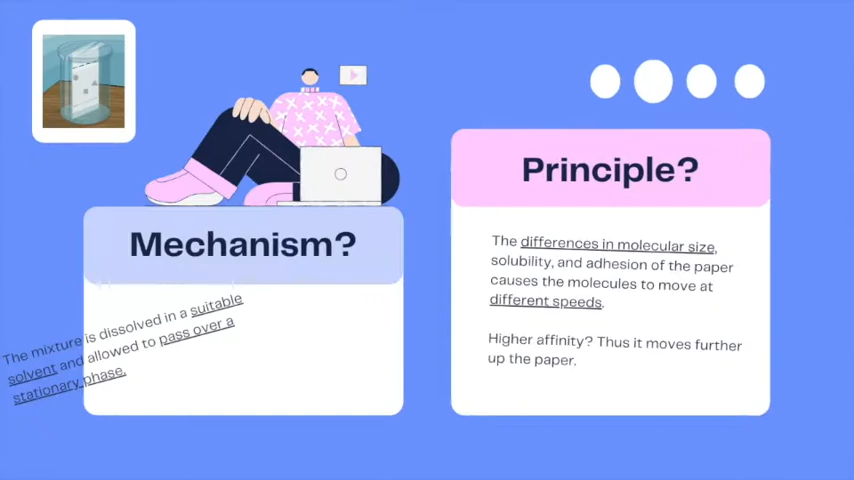 Mechanism?
The mixture is dissolved in a suitable
solvent and allowed to pass over a
stationary phase.
Principle?
The differences in molecular size,
solubility, and adhesion of the paper
causes the molecules to move at
different speeds.
Higher affinity? Thus it moves further
up the paper.